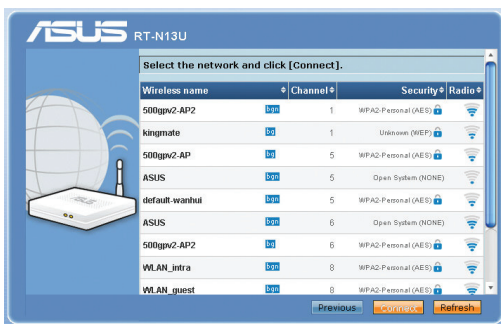 ASUS RT-N13U
Select the network and click [Connect].
Wireless name Channel Security Radio
500gpv2-AP2 bgn 1 WPA2-Personal (AES)
kingmate bg 1 Unknown (WEP)
500gpv2-AP bgn 5 WPA2-Personal (AES)
ASUS bgn 5 Open System (NONE)
default-wanhui bgn 5 WPA2-Personal (AES)
ASUS bgn 6 Open System (NONE)
500gpv2-AP2 bg 6 WPA2-Personal (AES)
WLAN_intra bgn 8 WPA2-Personal (AES)
WLAN_guest bgn 8 WPA2-Personal (AES)
Previous Connect Refresh